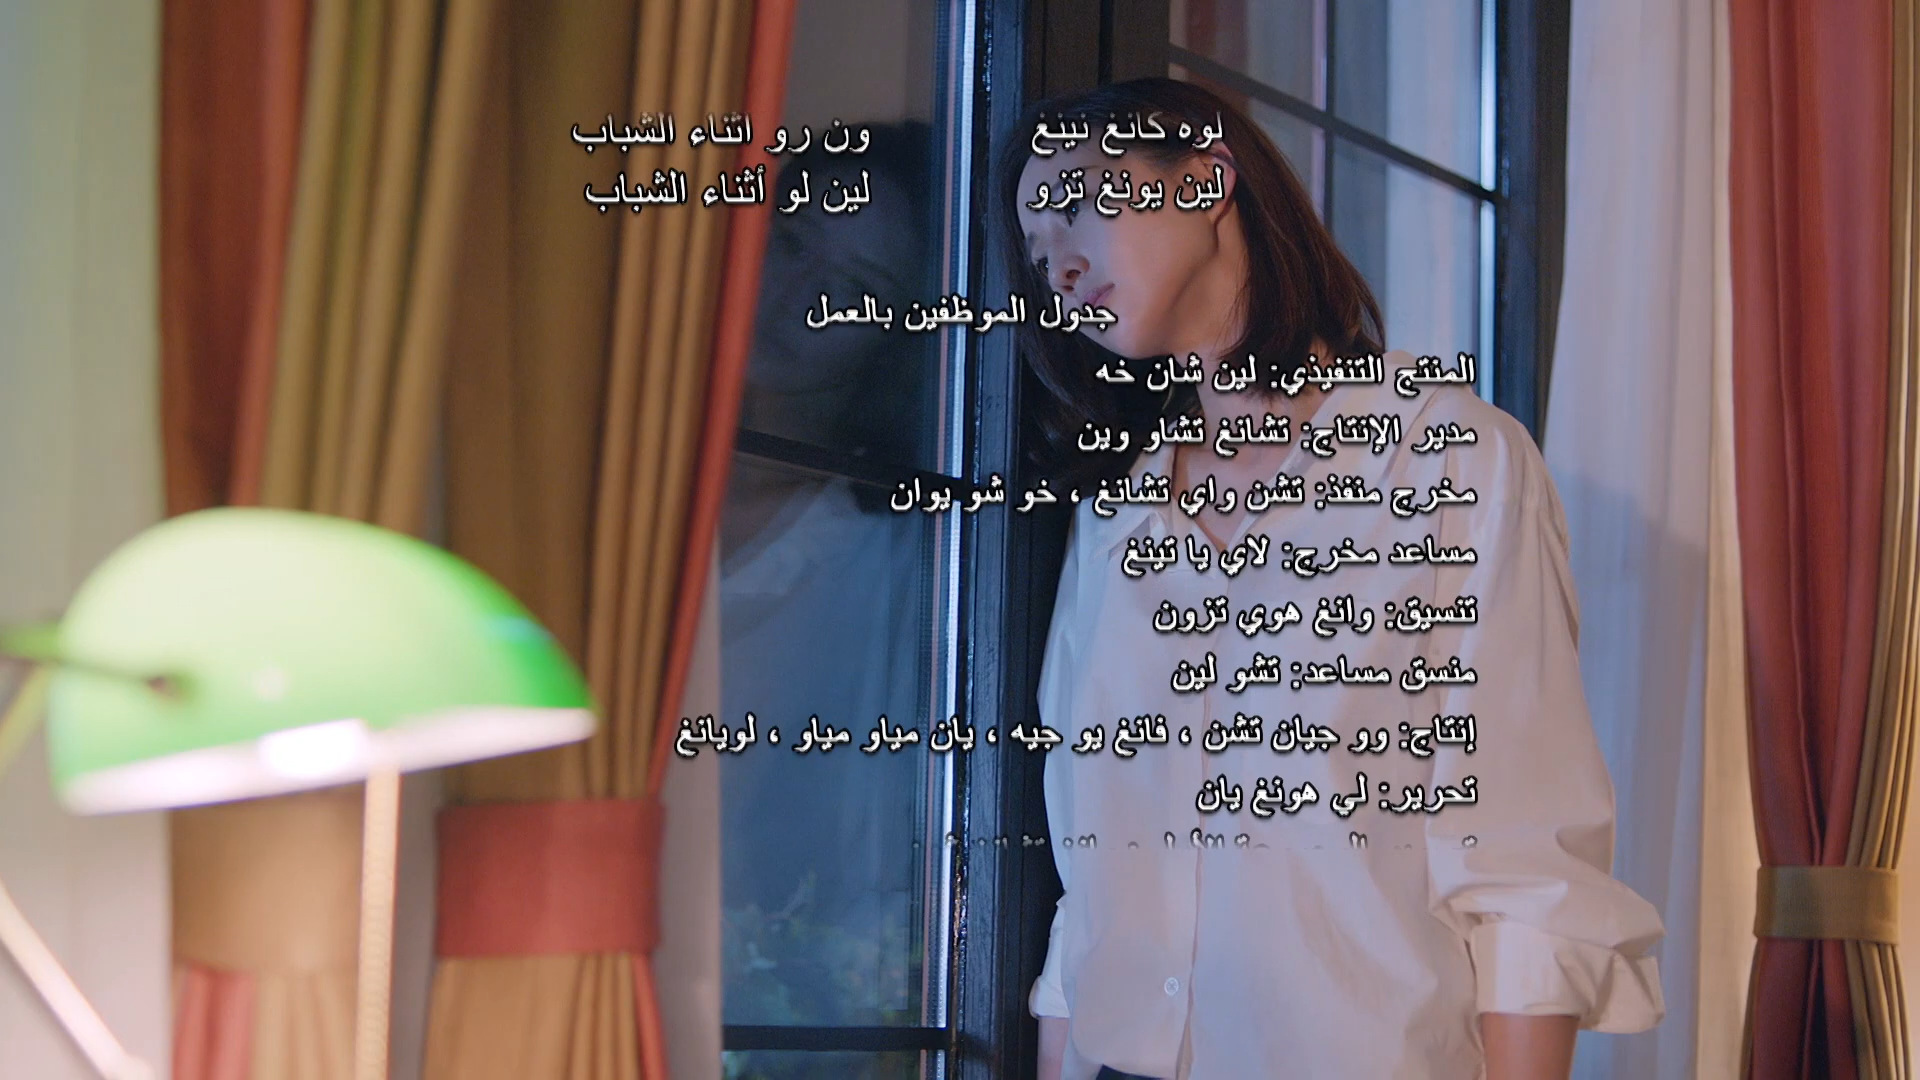 لوه كانغ نينغ ون رو اثناء الشباب
لين يونغ تزو لين لو أثناء الشباب
جدول الموظفين بالعمل
المنتج التنفيذي: لين شان خه
مدير الإنتاج: تشانغ تشاو وين
مخرج منفذ: تشن واي تشانغ ، خو شو يوان
مساعد مخرج: لاي يا تينغ
تنسيق: وانغ هوي تزون
منسق مساعد: تشو لين
إنتاج: وو جيان تشن ، فانغ يو جيه ، يان مياو مياو ، لويانغ
تحرير: لي هونغ يان